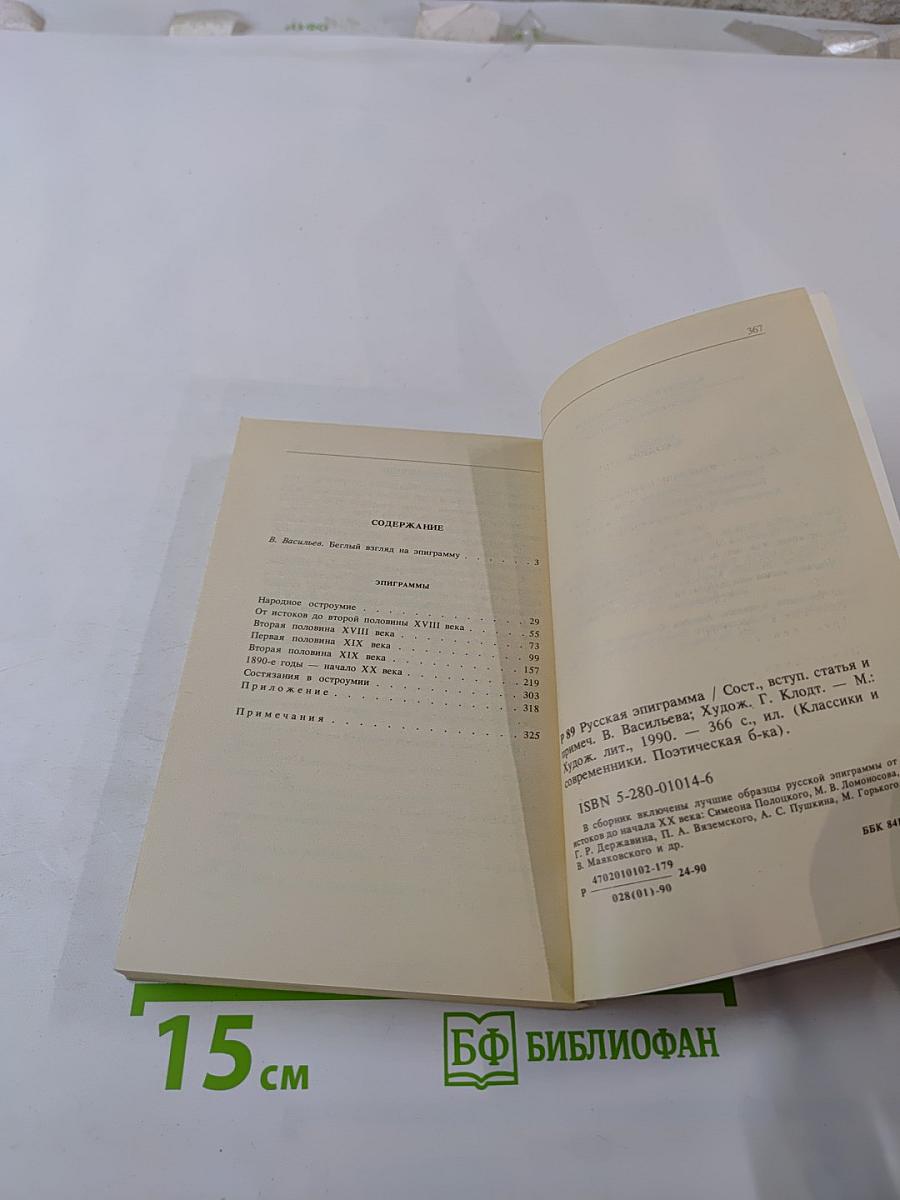 СОДЕРЖАНИЕ
В. Васильев. Беглый взгляд на эпиграмму . . . . . . 3
ЭПИГРАММЫ
Народное остроумие . . . . . . . . . . . . 29
От истоков до второй половины XVIII века . . . . . 55
Вторая половина XVIII века . . . . . . . . . . 73
Первая половина XIX века . . . . . . . . . . 99
Вторая половина XIX века . . . . . . . . . . 157
1890-е годы — начало XX века . . . . . . . . . 219
Состязания в остроумии . . . . . . . . . . . 303
Приложение . . . . . . . . . . . . . . 318
Примечания . . . . . . . . . . . . . . 325
367
Р 89 Русская эпиграмма / Сост., вступ. статья и
примеч. В. Васильева; Худож. Г. Клодт. — М.:
Худож. лит., 1990. — 366 с., ил. (Классики и
современники. Поэтическая б-ка).
ISBN 5-280-01014-6
В сборник включены лучшие образцы русской эпиграммы от
истоков до начала XX века: Симеона Полоцкого, М. В. Ломоносова,
Г. Р. Державина, П. А. Вяземского, А. С. Пушкина, М. Горького,
В. Маяковского и др.
Р 4702010102-179 24-90
028(01)-90
ББК 84
15 см
БФ БИБЛИОФАН